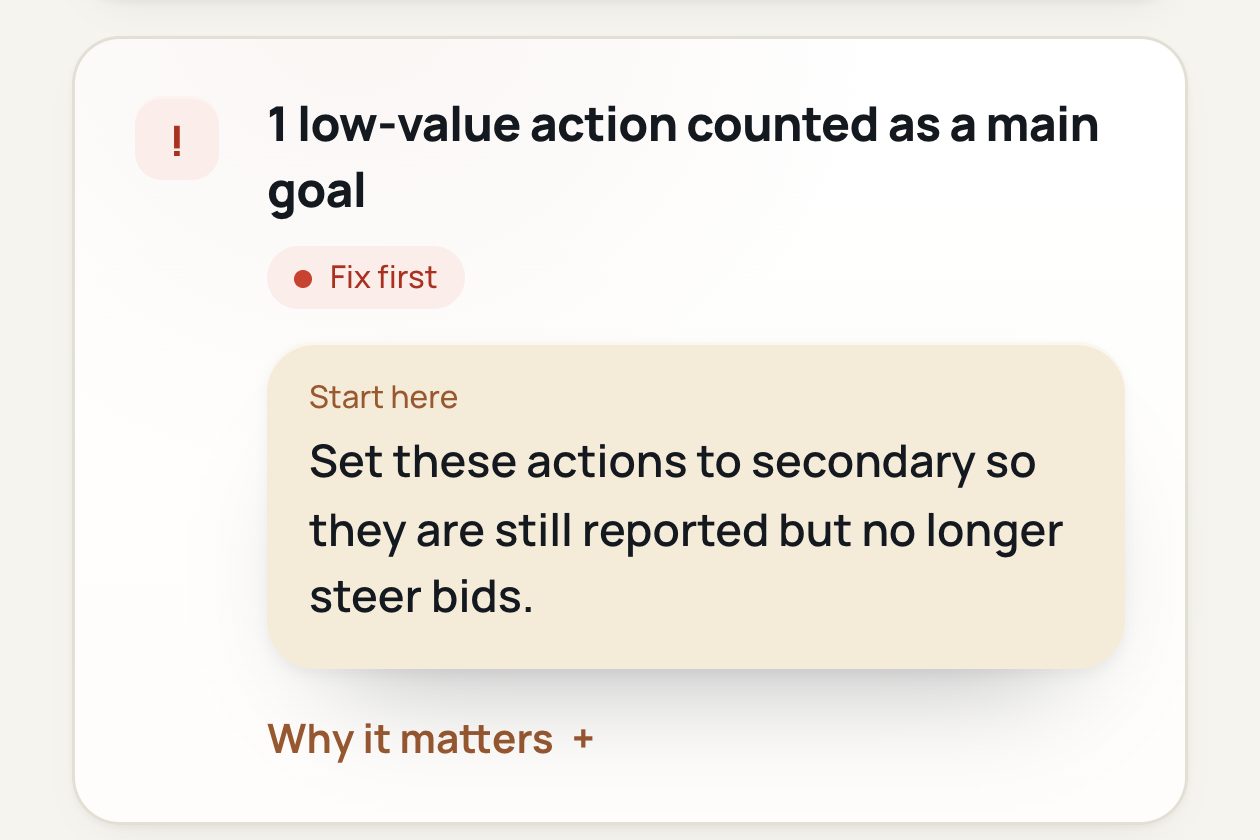 !
1 low-value action counted as a main
goal
Fix first
Start here
Set these actions to secondary so
they are still reported but no longer
steer bids.
Why it matters +